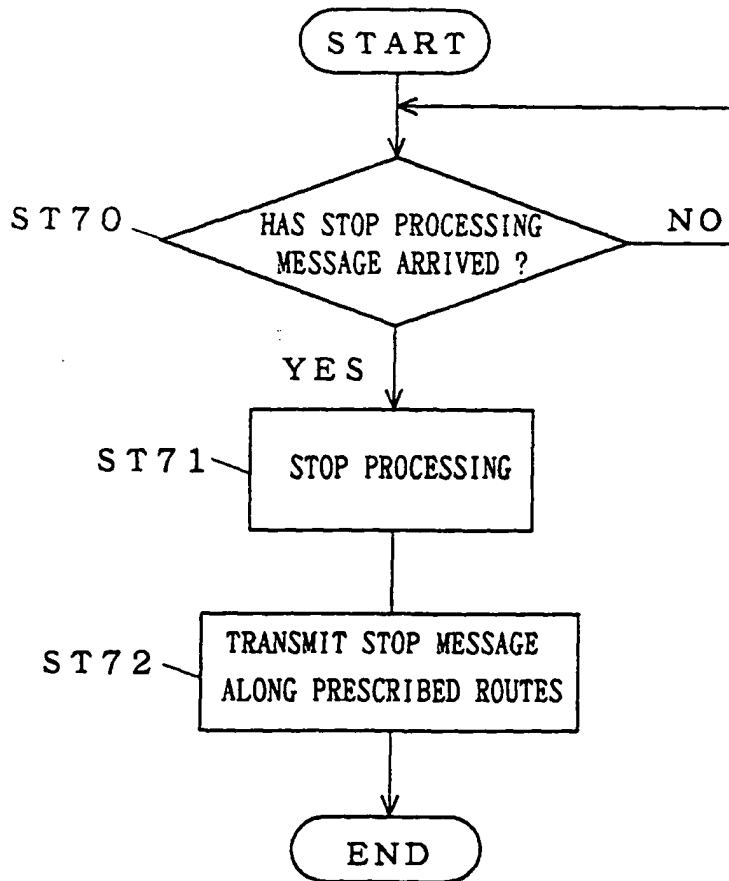 START
ST70
HAS STOP PROCESSING
MESSAGE ARRIVED ?
NO
YES
ST71
STOP PROCESSING
ST72
TRANSMIT STOP MESSAGE
ALONG PRESCRIBED ROUTES
END